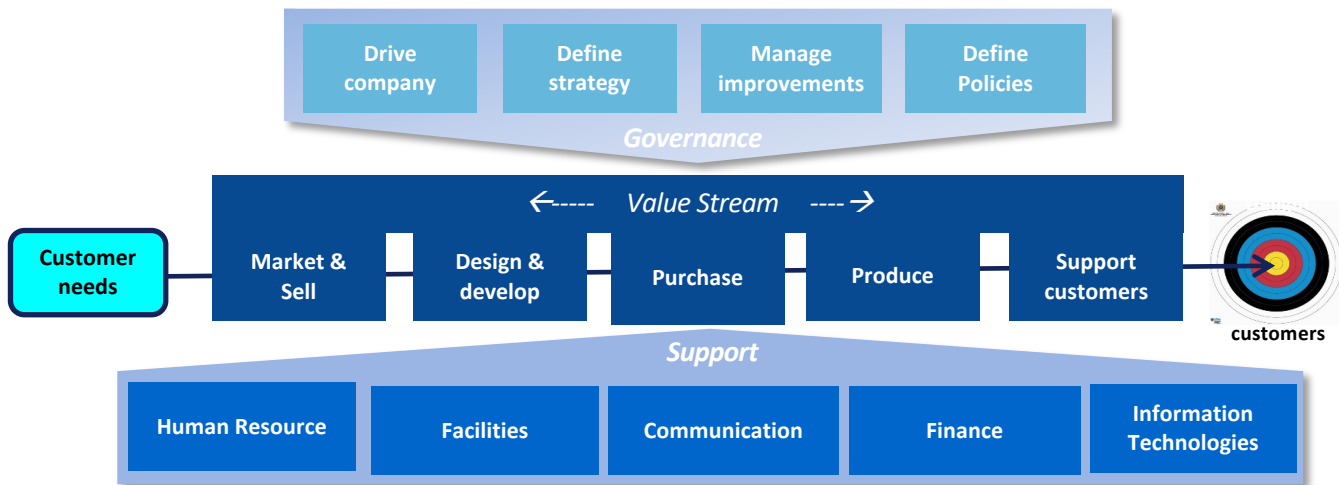 Drive
company
Define
strategy
Manage
improvements
Define
Policies
Governance
←----- Value Stream ----→
Customer
needs
Market &
Sell
Design &
develop
Purchase
Produce
Support
customers
customers
Support
Human Resource
Facilities
Communication
Finance
Information
Technologies